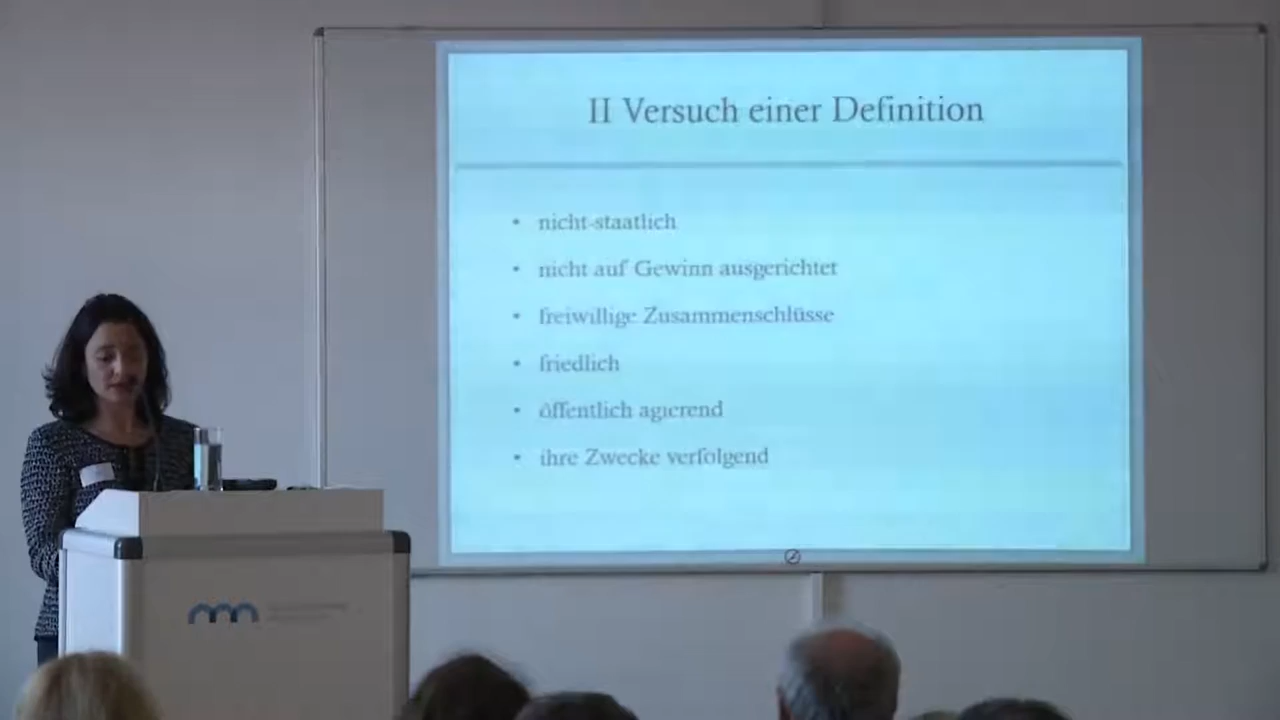 II Versuch einer Definition
• nicht-staatlich
• nicht auf Gewinn ausgerichtet
• freiwillige Zusammenschlüsse
• friedlich
• öffentlich agierend
• ihre Zwecke verfolgend